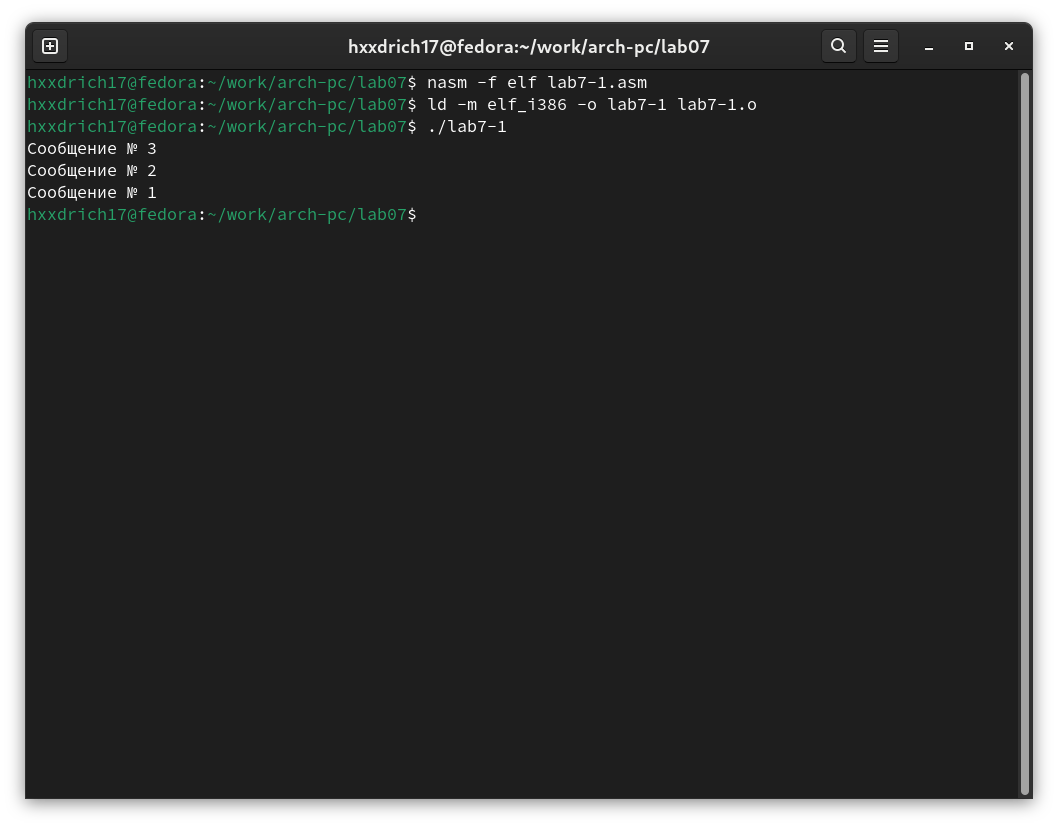 hxxdrich17@fedora:~/work/arch-pc/lab07
hxxdrich17@fedora:~/work/arch-pc/lab07$ nasm -f elf lab7-1.asm
hxxdrich17@fedora:~/work/arch-pc/lab07$ ld -m elf_i386 -o lab7-1 lab7-1.o
hxxdrich17@fedora:~/work/arch-pc/lab07$ ./lab7-1
Сообщение № 3
Сообщение № 2
Сообщение № 1
hxxdrich17@fedora:~/work/arch-pc/lab07$